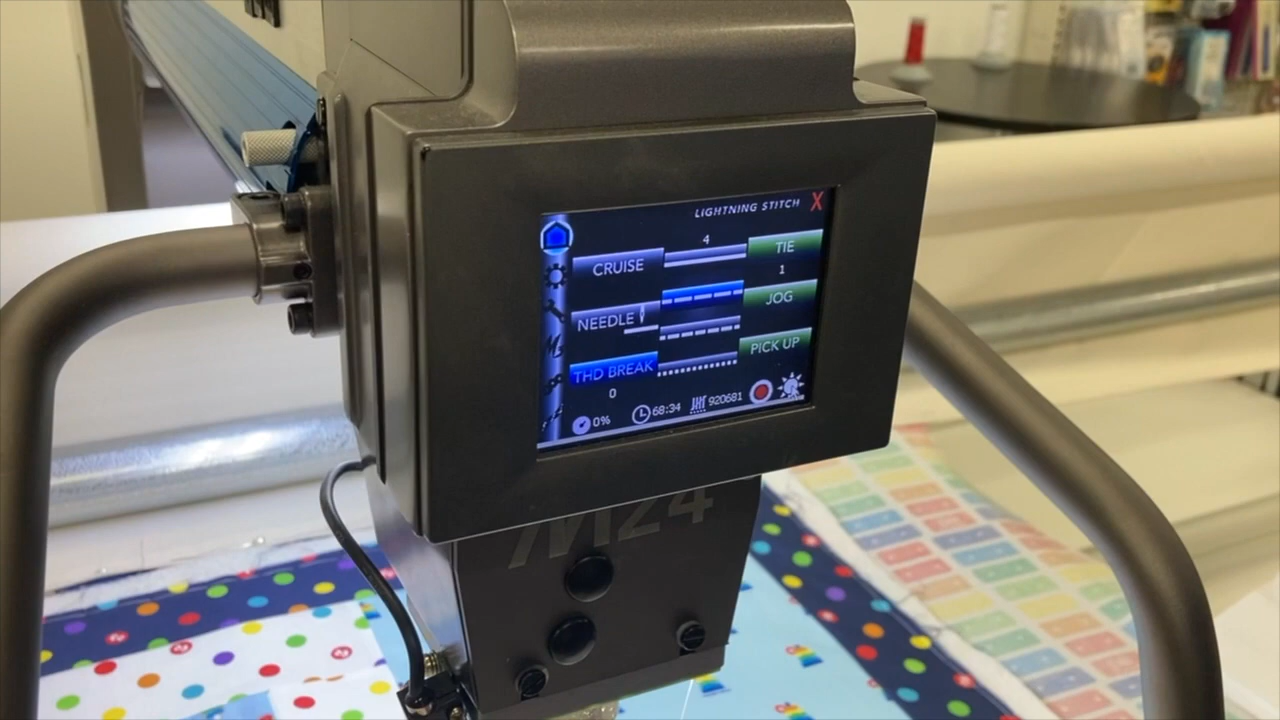 LIGHTNING STITCH X
4
CRUISE
TIE
1
NEEDLE
JOG
THD BREAK
PICK UP
0
0%
68:34
920681
M24